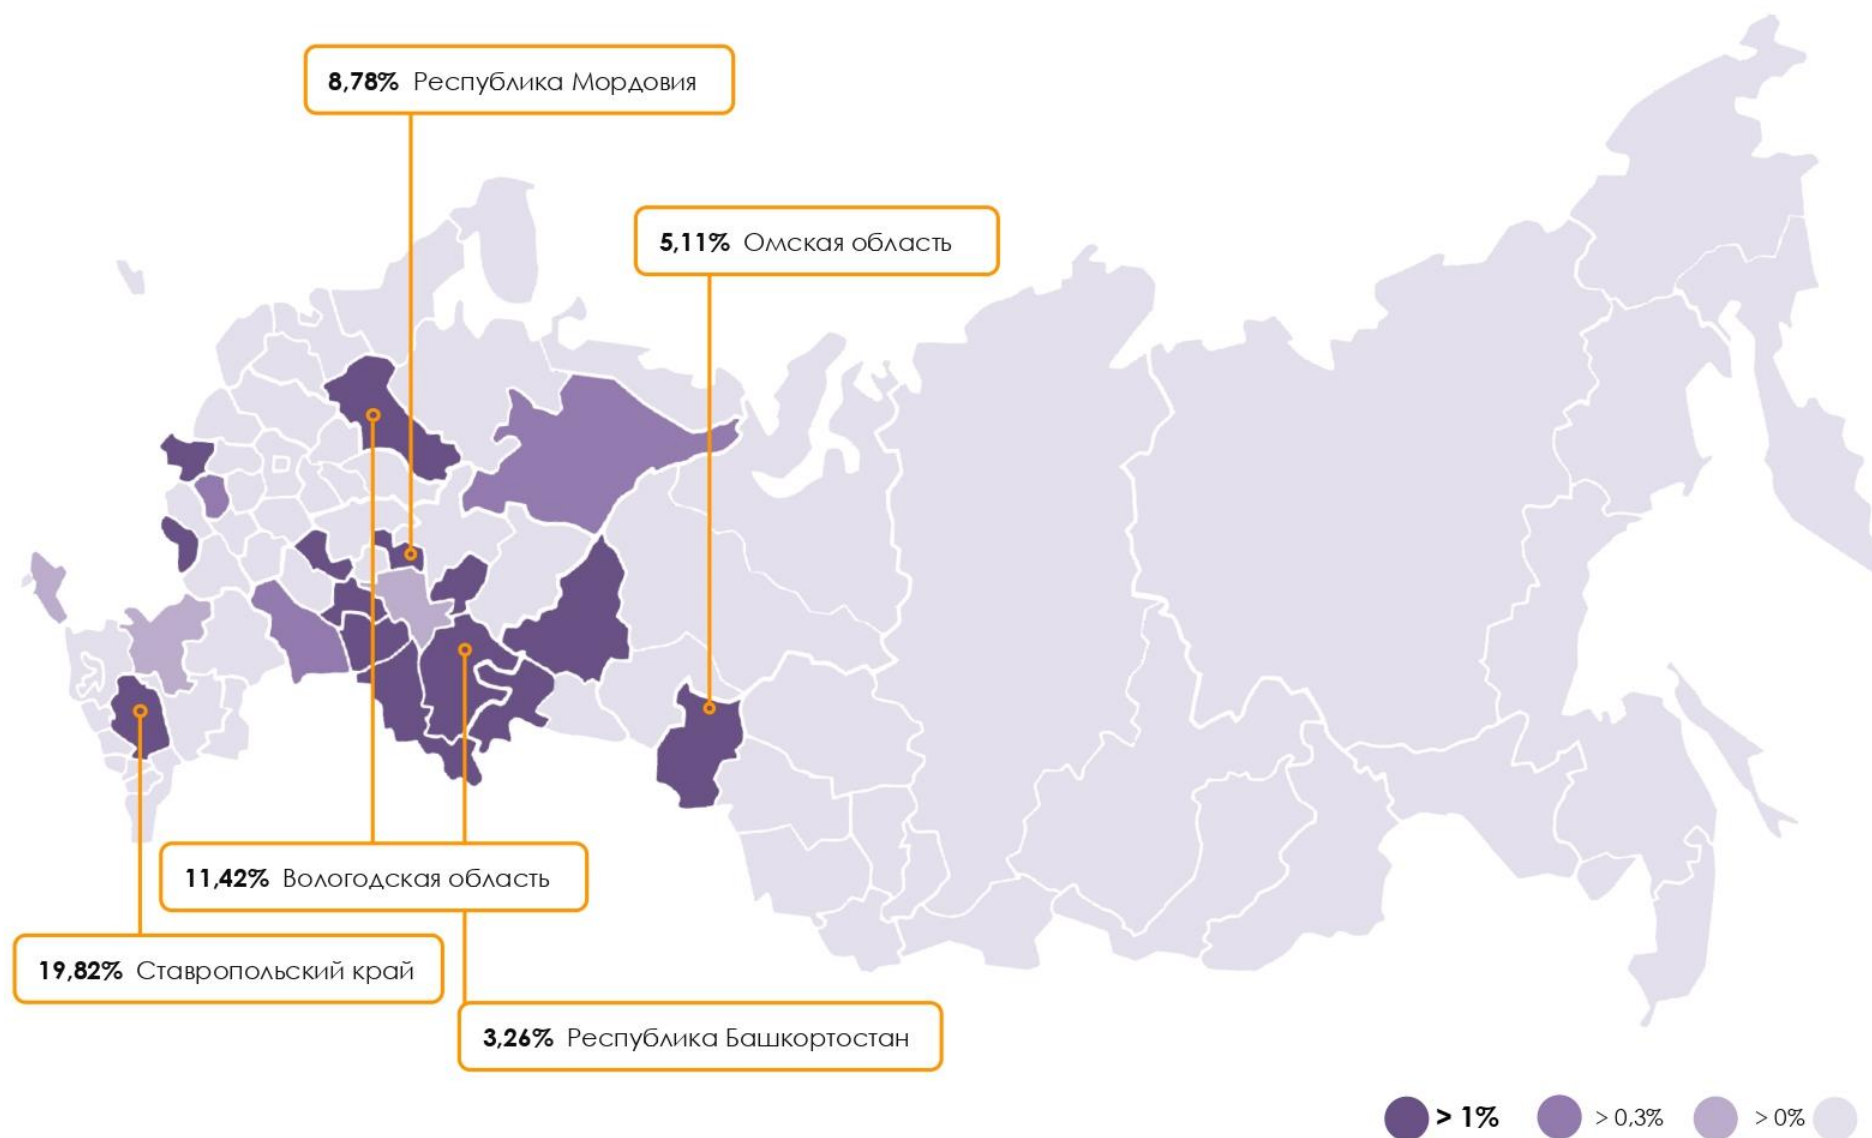 8,78% Республика Мордовия
5,11% Омская область
11,42% Вологодская область
19,82% Ставропольский край
3,26% Республика Башкортостан
> 1%
> 0,3%
> 0%